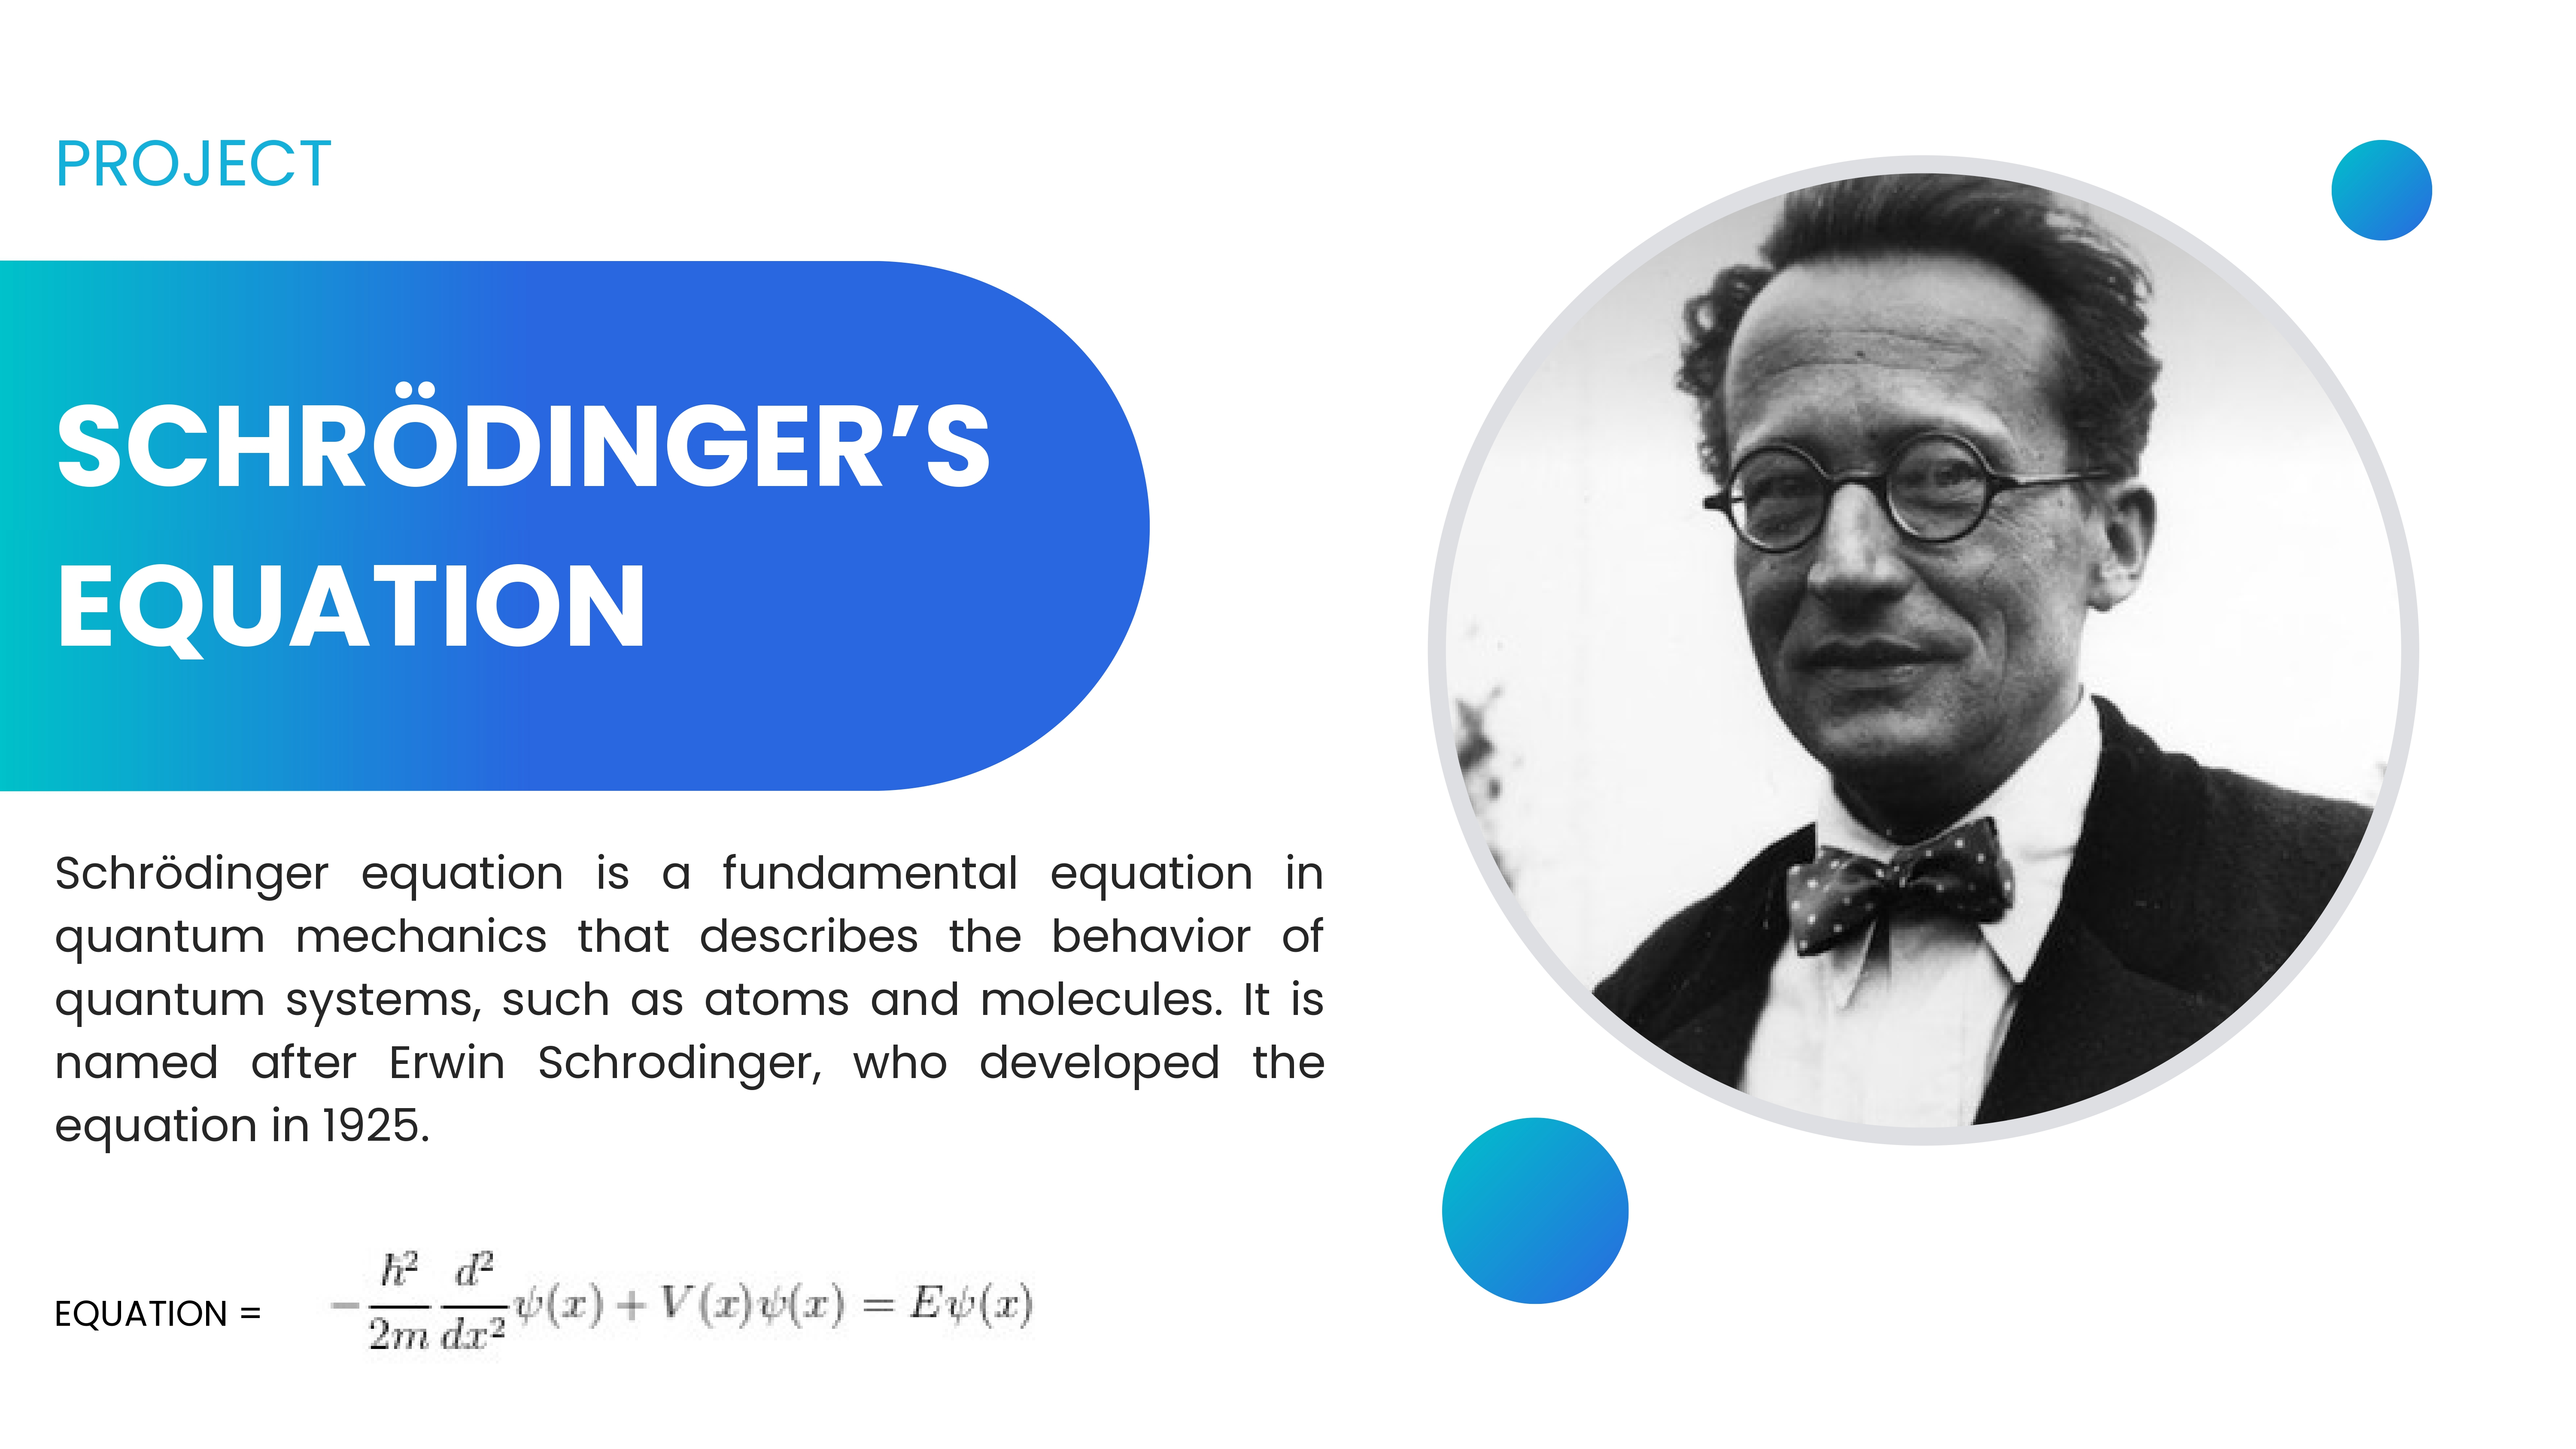 PROJECT
SCHRÖDINGER’S
EQUATION
Schrödinger equation is a fundamental equation in
quantum mechanics that describes the behavior of
quantum systems, such as atoms and molecules. It is
named after Erwin Schrodinger, who developed the
equation in 1925.
EQUATION = −ħ²/2m d²/dx² ψ(x) + V(x)ψ(x) = Eψ(x)